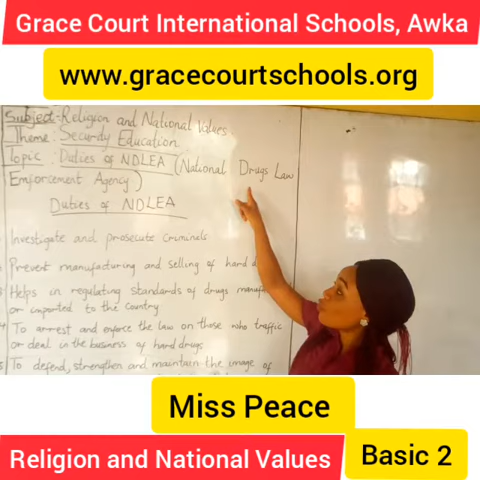 Grace Court International Schools, Awka
www.gracecourtschools.org
Subject:- Religion and National Values.
Theme: Security Education
Topic: Duties of NDLEA (National Drugs Law
Emforcement Agency)
Duties of NDLEA
Investigate and prosecute Criminals
Prevent manufacturing and selling of hard
3 Helps in regulating standards of drugs
or imported to the Country
4 To arrest and enforce the law on those who traffic
or deal in the business of hard drugs
5 To defend, strengthen and maintain the image of
Miss Peace
Religion and National Values
Basic 2